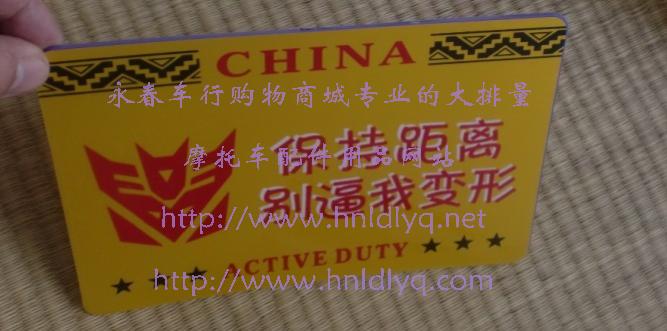 CHINA
永春车行购物商城专业的大排量
保持距离
摩托车配件用品网站
别逼我变形
http://www.hnldlyq.net
ACTIVE DUTY
http://www.hnldlyq.com